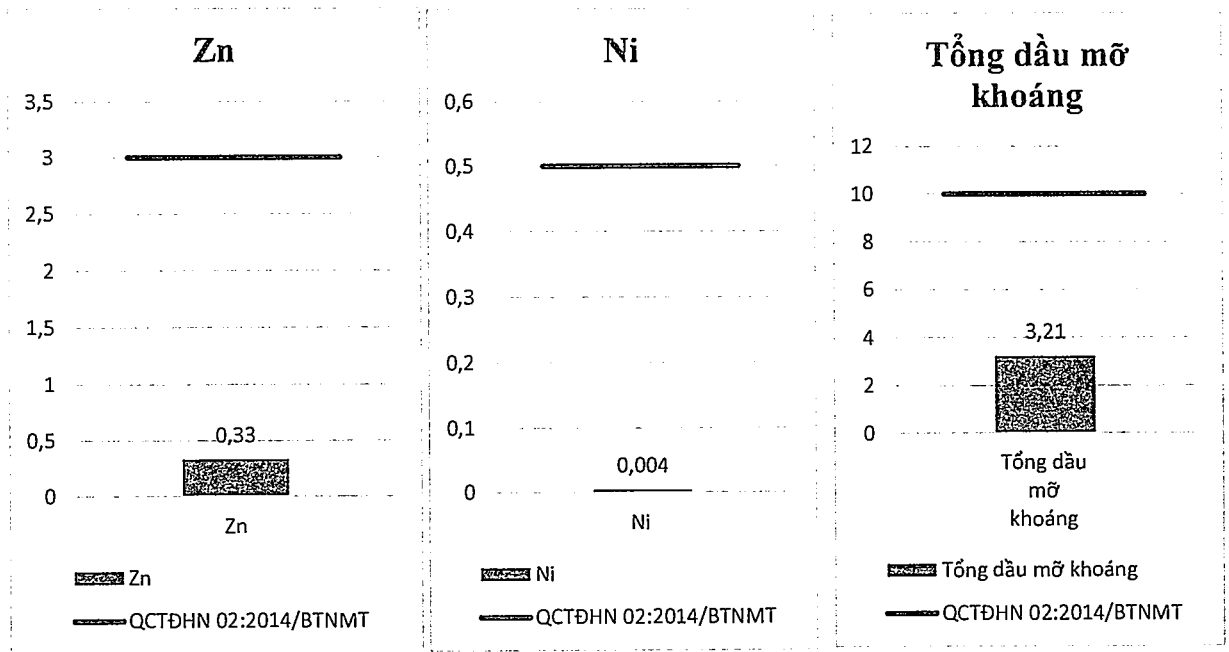 Zn
3,5
3
2,5
2
1,5
1
0,5
0
0,33
Zn
Zn
QCTĐHN 02:2014/BTNMT
Ni
0,6
0,5
0,4
0,3
0,2
0,1
0
0,004
Ni
Ni
QCTĐHN 02:2014/BTNMT
Tổng dầu mỡ
khoáng
12
10
8
6
4
2
0
3,21
Tổng dầu
mỡ
khoáng
Tổng dầu mỡ khoáng
QCTĐHN 02:2014/BTNMT